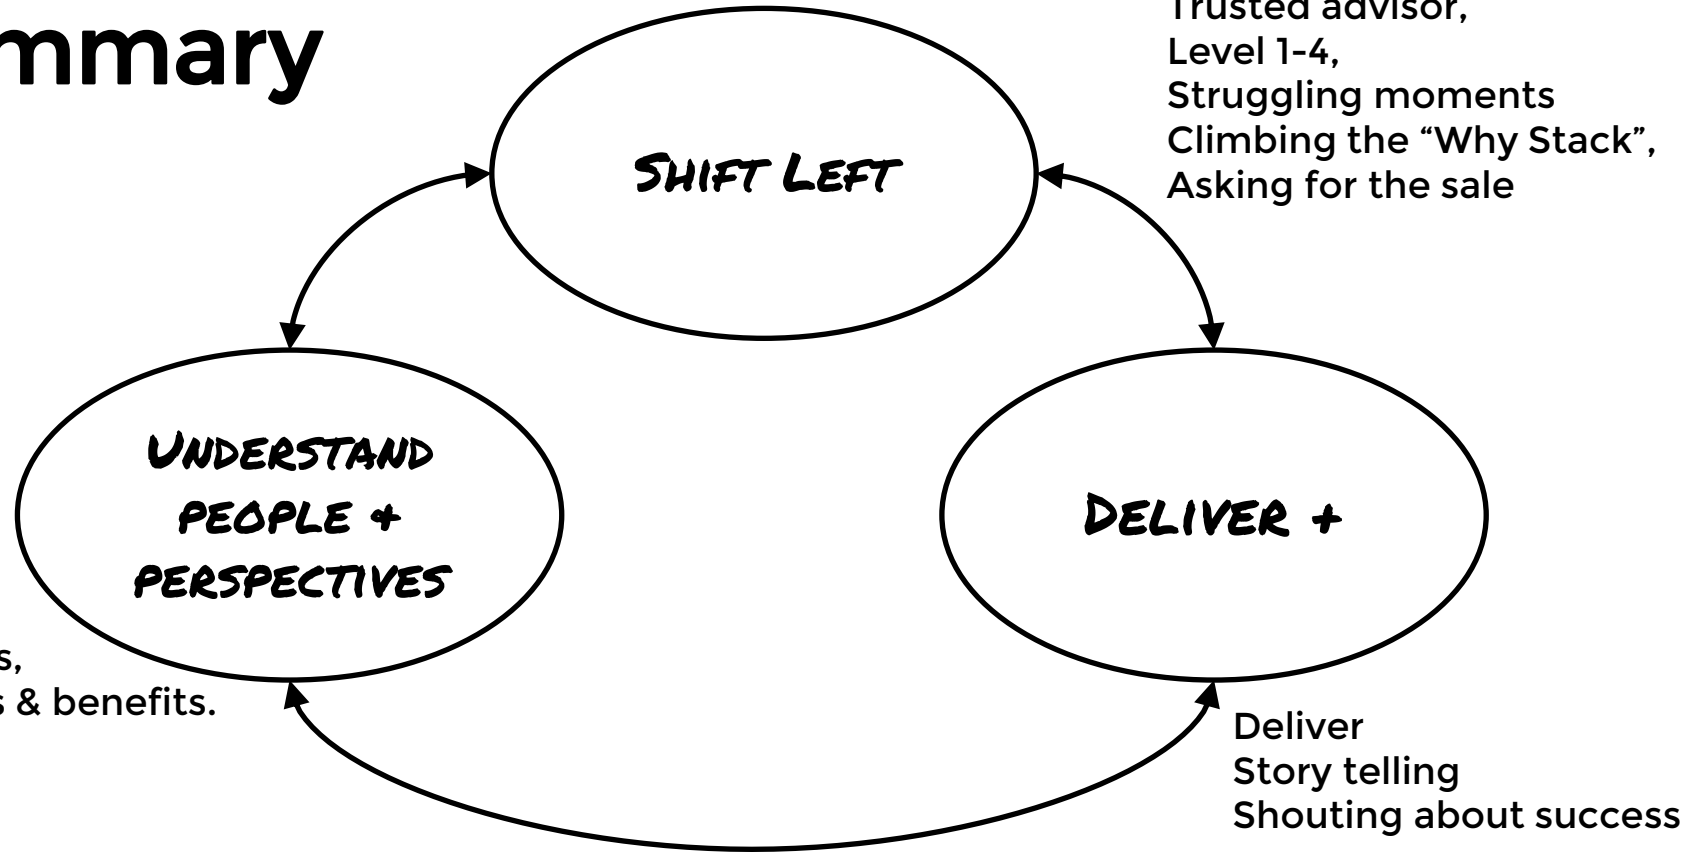 mmary
Trusted advisor,
Level 1-4,
Struggling moments
Climbing the “Why Stack”,
Asking for the sale
Shift Left
Understand
people &
perspectives
Deliver +
s,
s & benefits.
Deliver
Story telling
Shouting about success